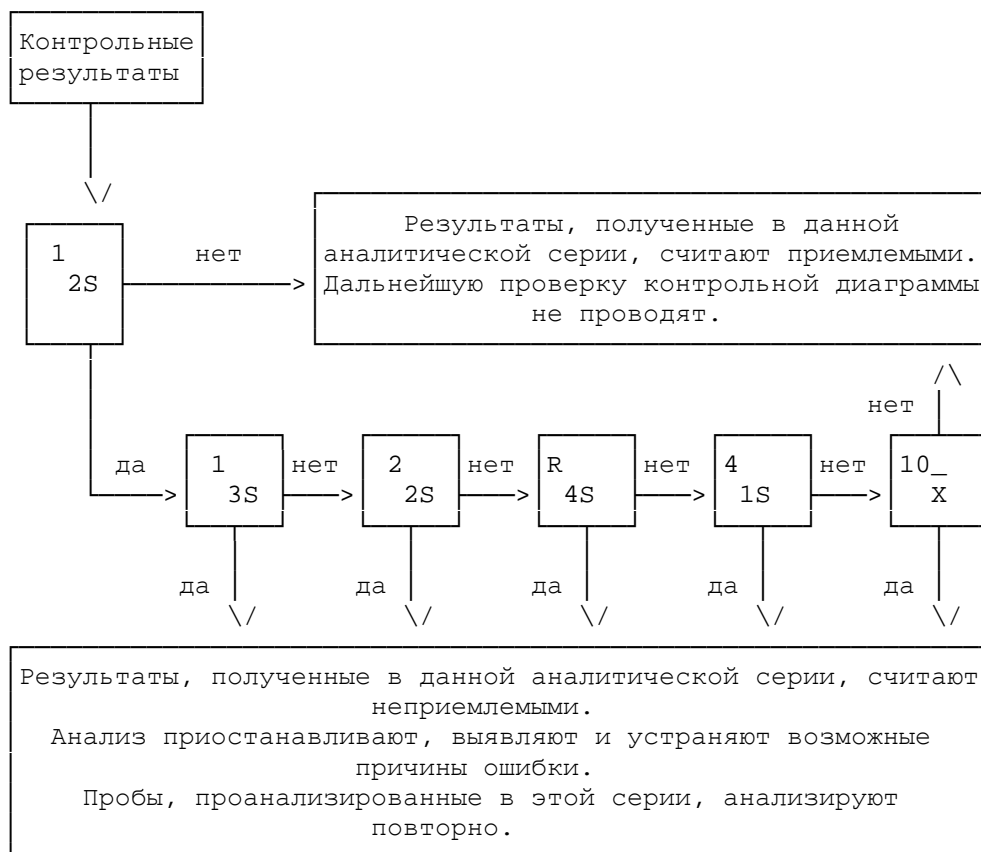 Контрольные
результаты
Результаты, полученные в данной
1 нет аналитической серии, считают приемлемыми.
2S Дальнейшую проверку контрольной диаграммы
не проводят.
нет
да 1 нет 2 нет R нет 4 нет 10_
3S 2S 4S 1S X
да да да да да
Результаты, полученные в данной аналитической серии, считают
неприемлемыми.
Анализ приостанавливают, выявляют и устраняют возможные
причины ошибки.
Пробы, проанализированные в этой серии, анализируют
повторно.